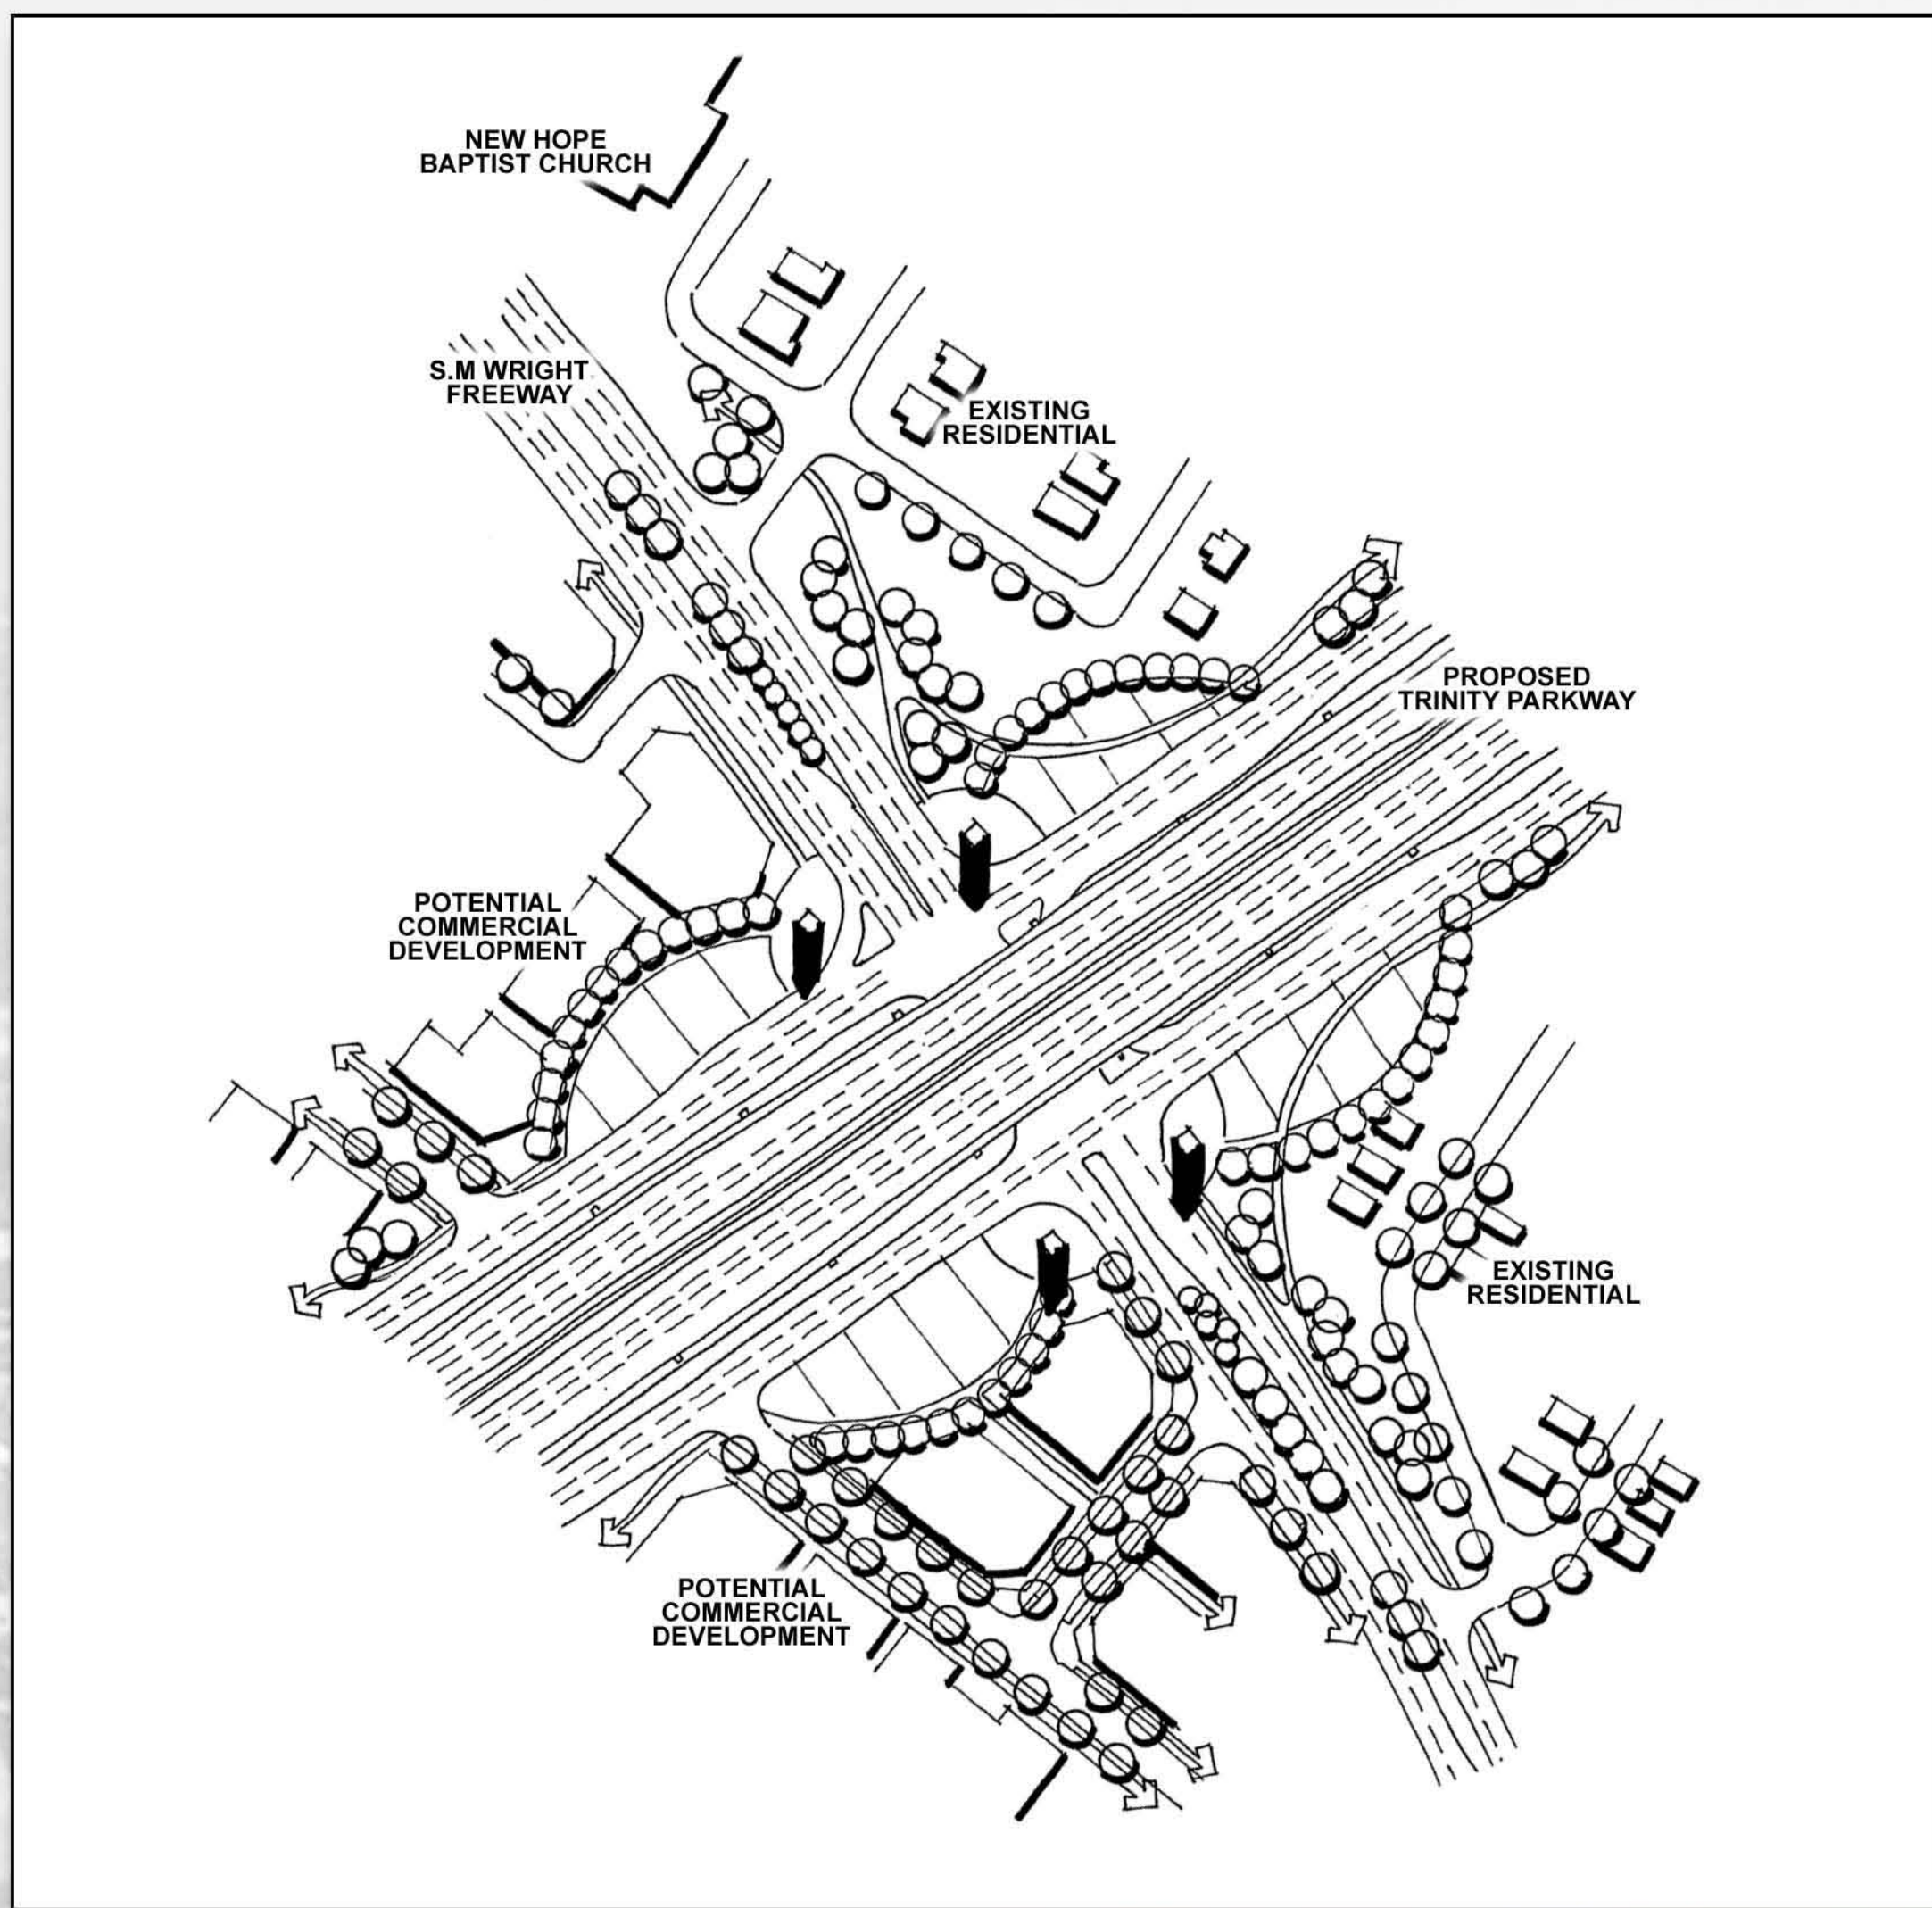 NEW HOPE
BAPTIST CHURCH
S.M WRIGHT
FREEWAY
EXISTING
RESIDENTIAL
PROPOSED
TRINITY PARKWAY
POTENTIAL
COMMERCIAL
DEVELOPMENT
EXISTING
RESIDENTIAL
POTENTIAL
COMMERCIAL
DEVELOPMENT